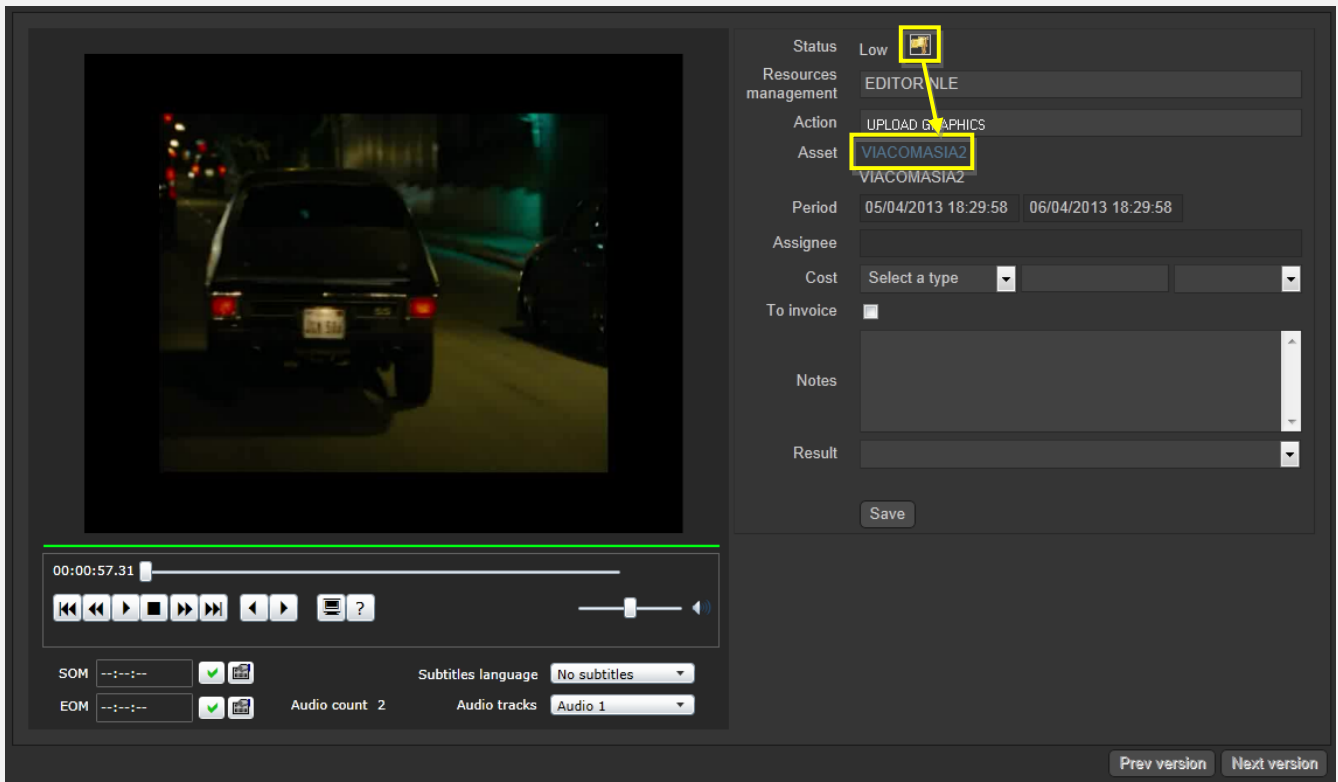 Status Low
Resources management EDITOR NLE
Action UPLOAD GRAPHICS
Asset VIACOMASIA2
VIACOMASIA2
Period 05/04/2013 18:29:58 06/04/2013 18:29:58
Assignee
Cost Select a type
To invoice
Notes
Result
Save
SS
00:00:57.31
?
SOM --:--:-- Subtitles language No subtitles
EOM --:--:-- Audio count 2 Audio tracks Audio 1
Prev version Next version